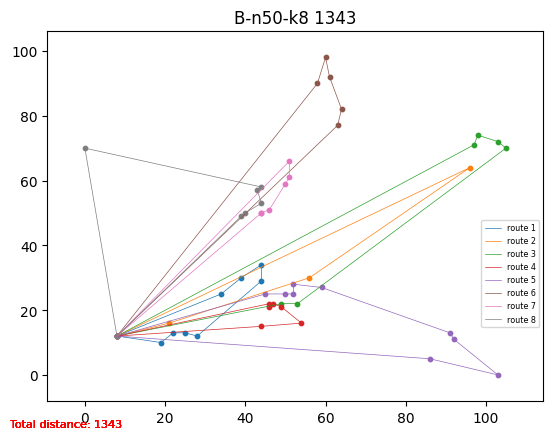 B-n50-k8 1343
100
80
60
40
20
0
0
20
40
60
80
100
route 1
route 2
route 3
route 4
route 5
route 6
route 7
route 8
Total distance: 1343